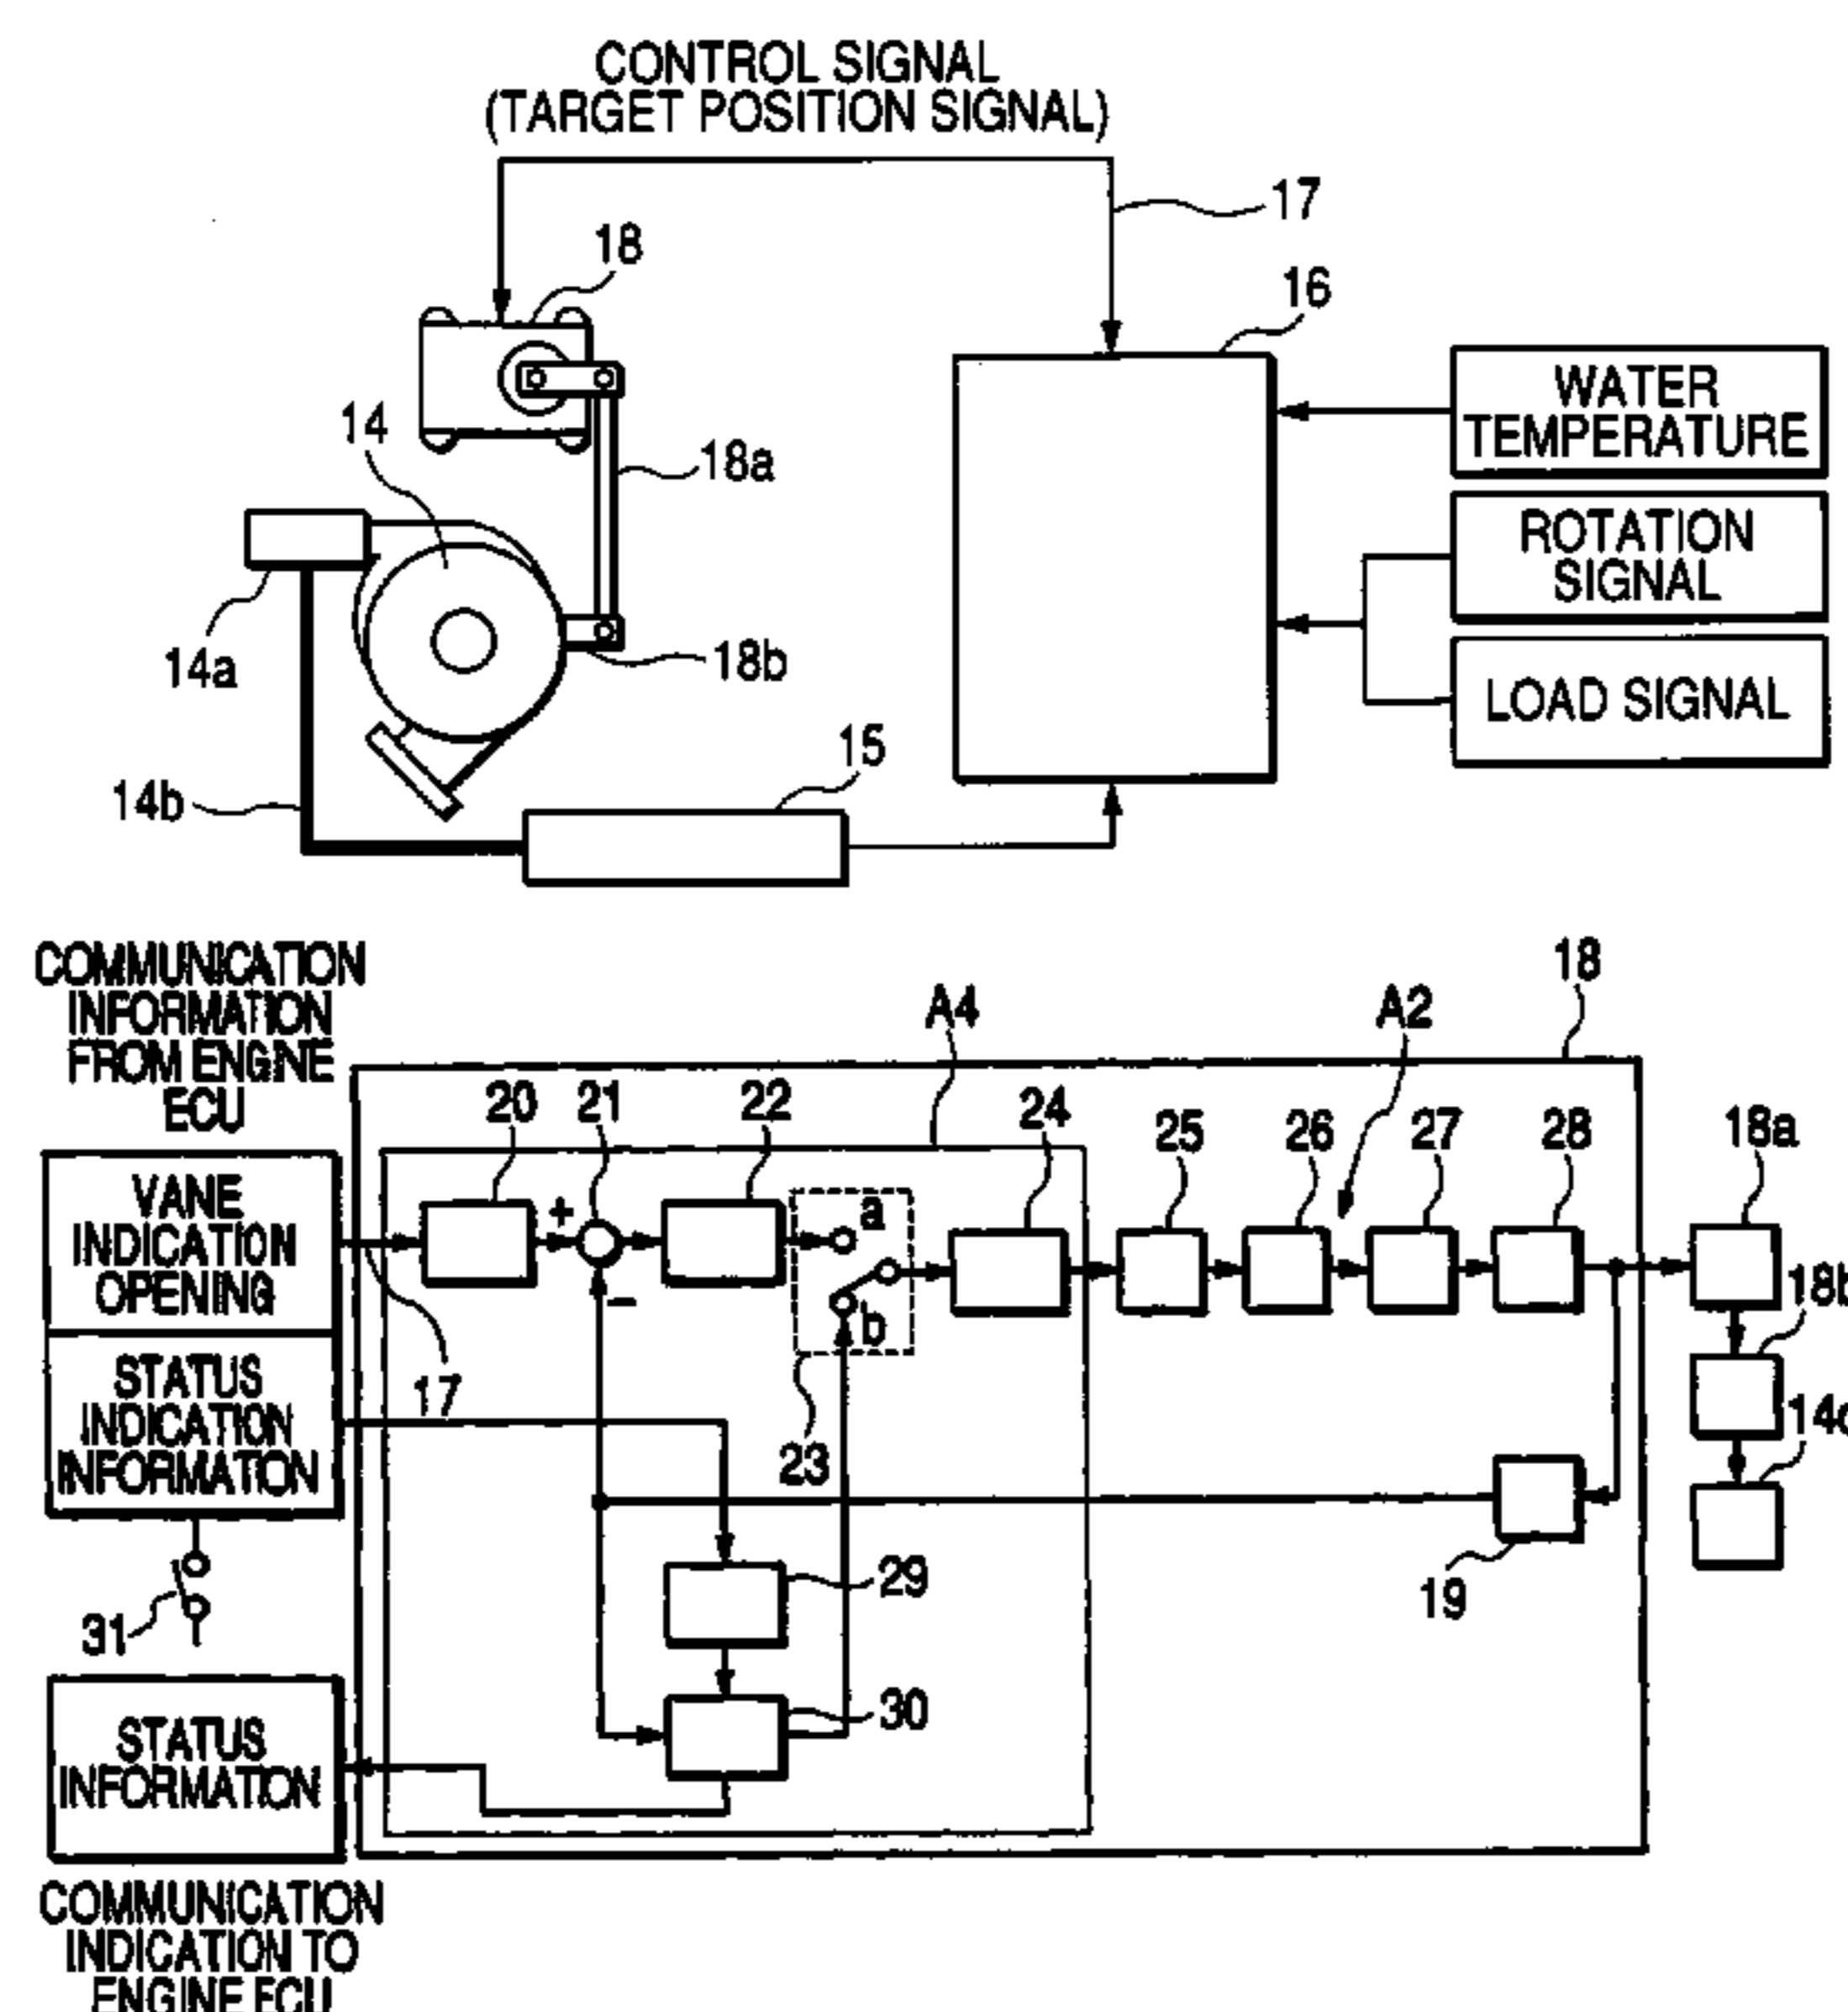 CONTROL SIGNAL
(TARGET POSITION SIGNAL)
17
18
16
WATER
TEMPERATURE
14
18a
ROTATION
SIGNAL
14a
18b
LOAD SIGNAL
15
14b
COMMUNICATION
INFORMATION
FROM ENGINE
ECU
18
A4
A2
20
21
22
24
25
26
27
28
18a
VANE
INDICATION
OPENING
+
a
−
b
18b
STATUS
INDICATION
INFORMATION
17
23
14c
29
19
31
30
STATUS
INFORMATION
COMMUNICATION
INDICATION TO
ENGINE ECU